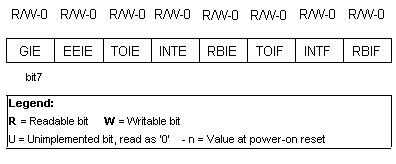 R/W-0 R/W-0 R/W-0 R/W-0 R/W-0 R/W-0 R/W-0 R/W-0
GIE EEIE TOIE INTE RBIE TOIF INTF RBIF
bit7
Legend:
R = Readable bit W = Writable bit
U = Unimplemented bit, read as '0' - n = Value at power-on reset